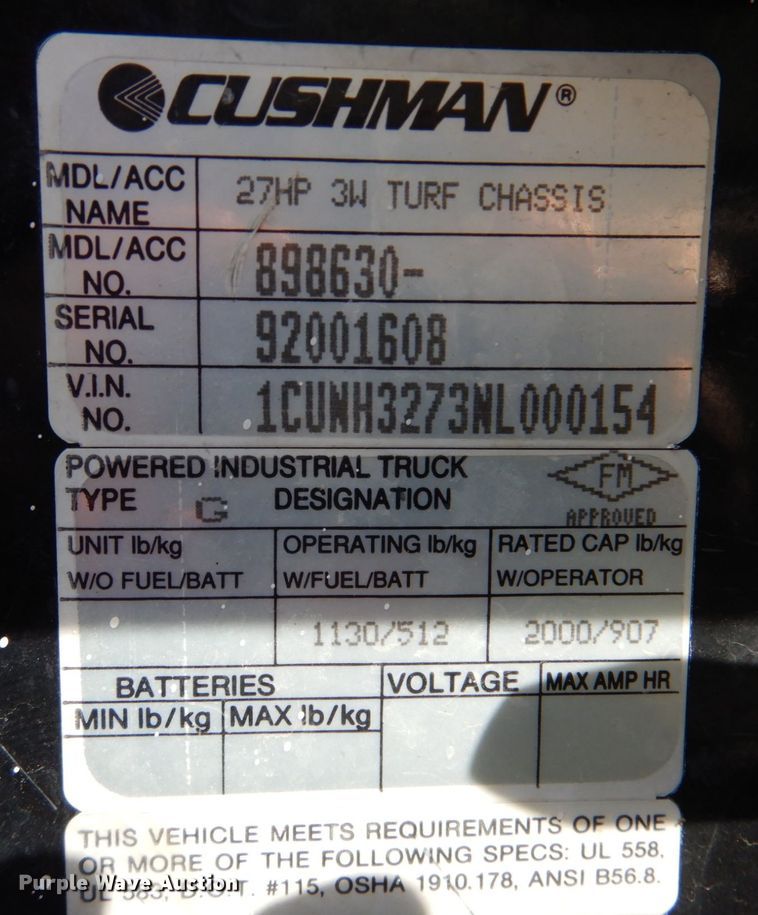 CUSHMAN®
MDL/ACC NAME 27HP 3W TURF CHASSIS
MDL/ACC NO. 898630-
SERIAL NO. 92001608
V.I.N. NO. 1CUNH3273NL000154
POWERED INDUSTRIAL TRUCK
TYPE G DESIGNATION
FM
APPROVED
UNIT lb/kg OPERATING lb/kg RATED CAP lb/kg
W/O FUEL/BATT W/FUEL/BATT W/OPERATOR
1130/512 2000/907
BATTERIES VOLTAGE MAX AMP HR
MIN lb/kg MAX lb/kg
THIS VEHICLE MEETS REQUIREMENTS OF ONE
OR MORE OF THE FOLLOWING SPECS: UL 558,
UL 583, D.O.T. #115, OSHA 1910.178, ANSI B56.8.
Purple Wave Auction